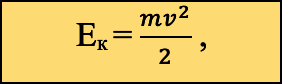 Eк = mv²/2 ,